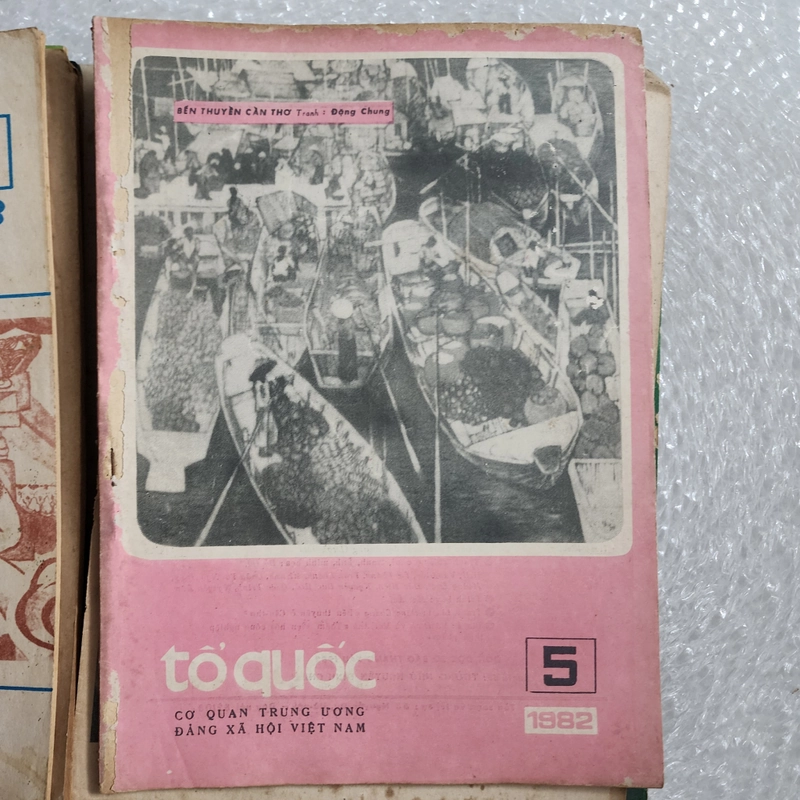 BẾN THUYỀN CẦN THƠ Tranh : Động Chung
tổ quốc
5
1982
CƠ QUAN TRUNG ƯƠNG
ĐẢNG XÃ HỘI VIỆT NAM